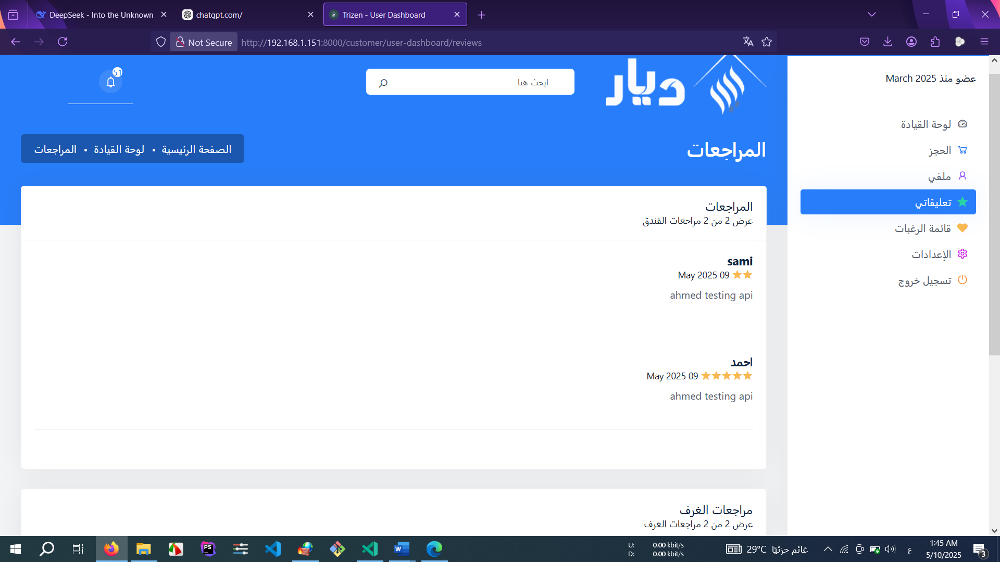 DeepSeek - Into the Unknown
chatgpt.com/
Trizen - User Dashboard
Not Secure
http://192.168.1.151:8000/customer/user-dashboard/reviews
عضو منذ March 2025
ديار
ابحث هنا
51
لوحة القيادة
الحجز
ملفي
تعليقاتي
قائمة الرغبات
الإعدادات
تسجيل خروج
المراجعات
الصفحة الرئيسية • لوحة القيادة • المراجعات
المراجعات
عرض 2 من 2 مراجعات الفندق
sami
May 2025 09
ahmed testing api
احمد
May 2025 09
ahmed testing api
مراجعات الغرف
عرض 2 من 2 مراجعات الغرف
PS
W
U: 0.00 kbit/s
D: 0.00 kbit/s
29°C غائم جزئيًا
ع
1:45 AM
5/10/2025
3